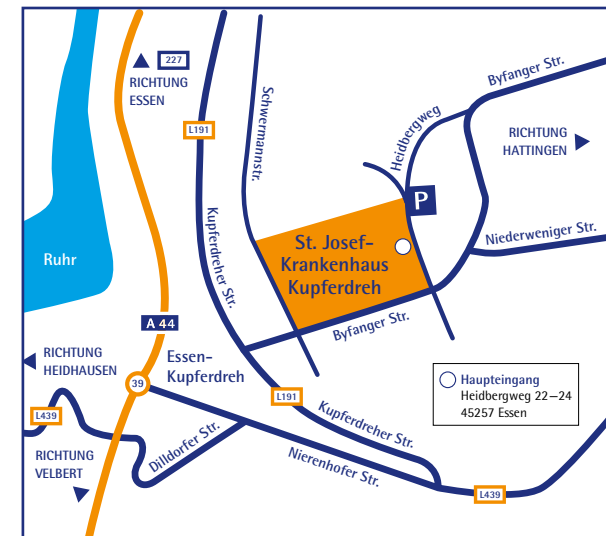 227
RICHTUNG
ESSEN
L191
Schwermannstr.
Heidbergweg
Byfanger Str.
RICHTUNG
HATTINGEN
P
Kupferdreher Str.
Niederweniger Str.
St. Josef-
Krankenhaus
Kupferdreh
Ruhr
A 44
Byfanger Str.
RICHTUNG
HEIDHAUSEN
Essen-
Kupferdreh
39
L191
Haupteingang
Heidbergweg 22–24
45257 Essen
L439
Kupferdreher Str.
Dilldorfer Str.
Nierenhofer Str.
RICHTUNG
VELBERT
L439